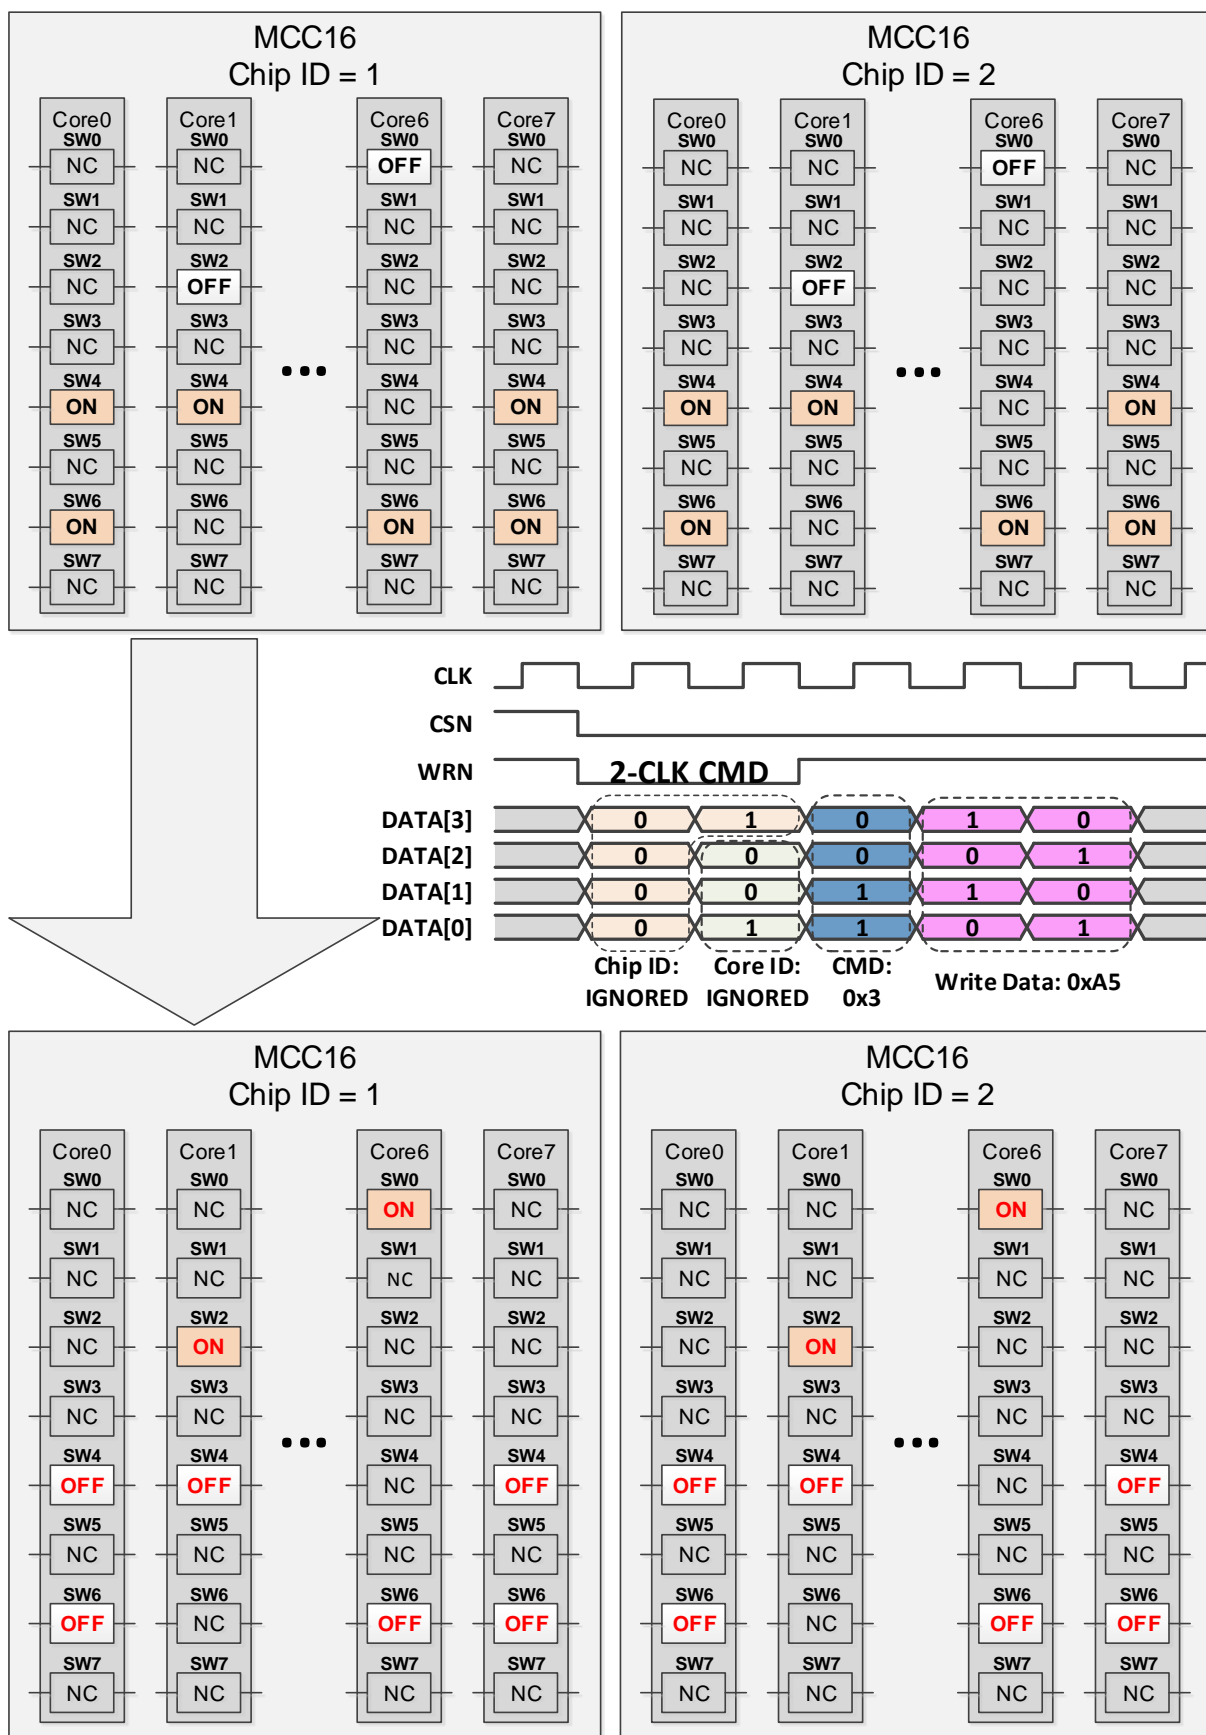 MCC16
Chip ID = 1
Core0 Core1 Core6 Core7
SW0 SW0 SW0 SW0
NC NC OFF NC
SW1 SW1 SW1 SW1
NC NC NC NC
SW2 SW2 SW2 SW2
NC OFF NC NC
SW3 SW3 SW3 SW3
NC NC NC NC
...
SW4 SW4 SW4 SW4
ON ON NC ON
SW5 SW5 SW5 SW5
NC NC NC NC
SW6 SW6 SW6 SW6
ON NC ON ON
SW7 SW7 SW7 SW7
NC NC NC NC
MCC16
Chip ID = 2
Core0 Core1 Core6 Core7
SW0 SW0 SW0 SW0
NC NC OFF NC
SW1 SW1 SW1 SW1
NC NC NC NC
SW2 SW2 SW2 SW2
NC OFF NC NC
SW3 SW3 SW3 SW3
NC NC NC NC
...
SW4 SW4 SW4 SW4
ON ON NC ON
SW5 SW5 SW5 SW5
NC NC NC NC
SW6 SW6 SW6 SW6
ON NC ON ON
SW7 SW7 SW7 SW7
NC NC NC NC
CLK
CSN
WRN 2-CLK CMD
DATA[3] 0 1 0 1 0
DATA[2] 0 0 0 0 1
DATA[1] 0 0 1 1 0
DATA[0] 0 1 1 0 1
Chip ID: Core ID: CMD: Write Data: 0xA5
IGNORED IGNORED 0x3
MCC16
Chip ID = 1
Core0 Core1 Core6 Core7
SW0 SW0 SW0 SW0
NC NC ON NC
SW1 SW1 SW1 SW1
NC NC NC NC
SW2 SW2 SW2 SW2
NC ON NC NC
SW3 SW3 SW3 SW3
NC NC NC NC
...
SW4 SW4 SW4 SW4
OFF OFF NC OFF
SW5 SW5 SW5 SW5
NC NC NC NC
SW6 SW6 SW6 SW6
OFF NC OFF OFF
SW7 SW7 SW7 SW7
NC NC NC NC
MCC16
Chip ID = 2
Core0 Core1 Core6 Core7
SW0 SW0 SW0 SW0
NC NC ON NC
SW1 SW1 SW1 SW1
NC NC NC NC
SW2 SW2 SW2 SW2
NC ON NC NC
SW3 SW3 SW3 SW3
NC NC NC NC
...
SW4 SW4 SW4 SW4
OFF OFF NC OFF
SW5 SW5 SW5 SW5
NC NC NC NC
SW6 SW6 SW6 SW6
OFF NC OFF OFF
SW7 SW7 SW7 SW7
NC NC NC NC